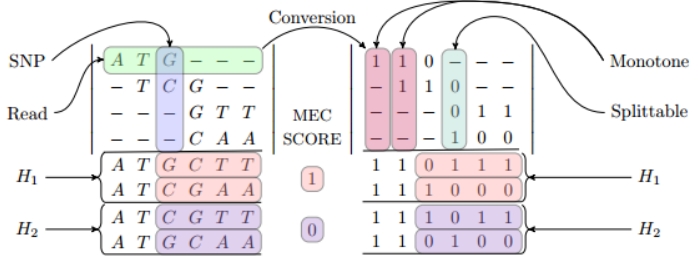 Conversion
SNP A T G - - - 1 1 0 - - - Monotone
- T C G - - - 1 1 0 - -
Read - - G T T MEC - - - 0 1 1 Splittable
- - - C A A SCORE - - - 1 0 0
H1 A T G C T T 1 1 1 0 1 1 1 H1
A T C G A A 1 1 1 0 0 0
H2 A T C G T T 0 1 1 1 0 1 1 H2
A T G C A A 1 1 0 1 0 0